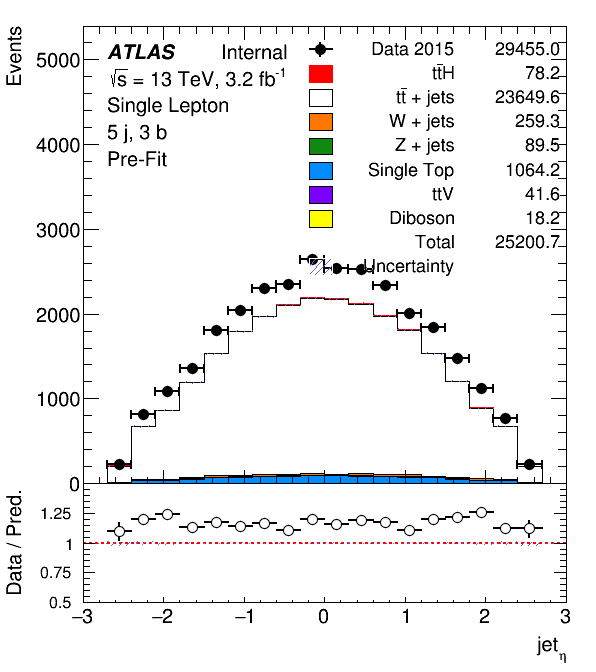 Events
ATLAS Internal
√s = 13 TeV, 3.2 fb⁻¹
Single Lepton
5 j, 3 b
Pre-Fit
Data 2015 29455.0
tt̄H 78.2
tt̄ + jets 23649.6
W + jets 259.3
Z + jets 89.5
Single Top 1064.2
ttV 41.6
Diboson 18.2
Total 25200.7
Uncertainty
5000
4000
3000
2000
1000
0
Data / Pred.
1.25
1
0.75
0.5
−3 −2 −1 0 1 2 3
jet_η